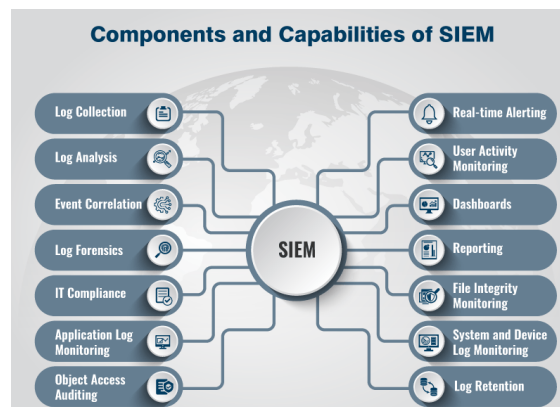 Components and Capabilities of SIEM
Log Collection
Log Analysis
Event Correlation
Log Forensics
IT Compliance
Application Log
Monitoring
Object Access
Auditing
SIEM
Real-time Alerting
User Activity
Monitoring
Dashboards
Reporting
File Integrity
Monitoring
System and Device
Log Monitoring
Log Retention